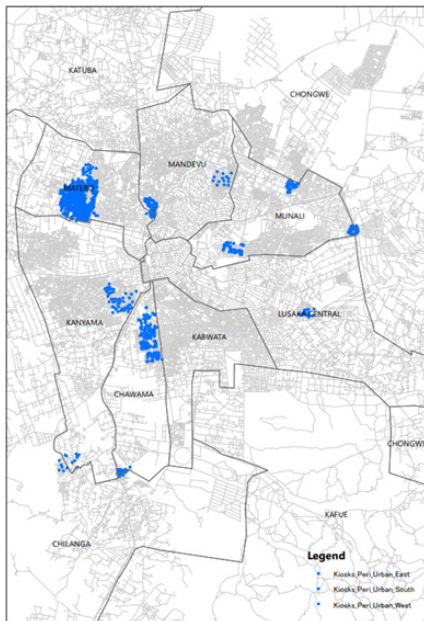 KATUBA
CHONGWE
MANDEVU
MATERO
MUNALI
LUSAKA CENTRAL
KANYAMA
KABWATA
CHAWAMA
CHONGWE
KAFUE
CHILANGA
Legend
Kiosks_Peri_Urban_East
Kiosks_Peri_Urban_South
Kiosks_Peri_Urban_West